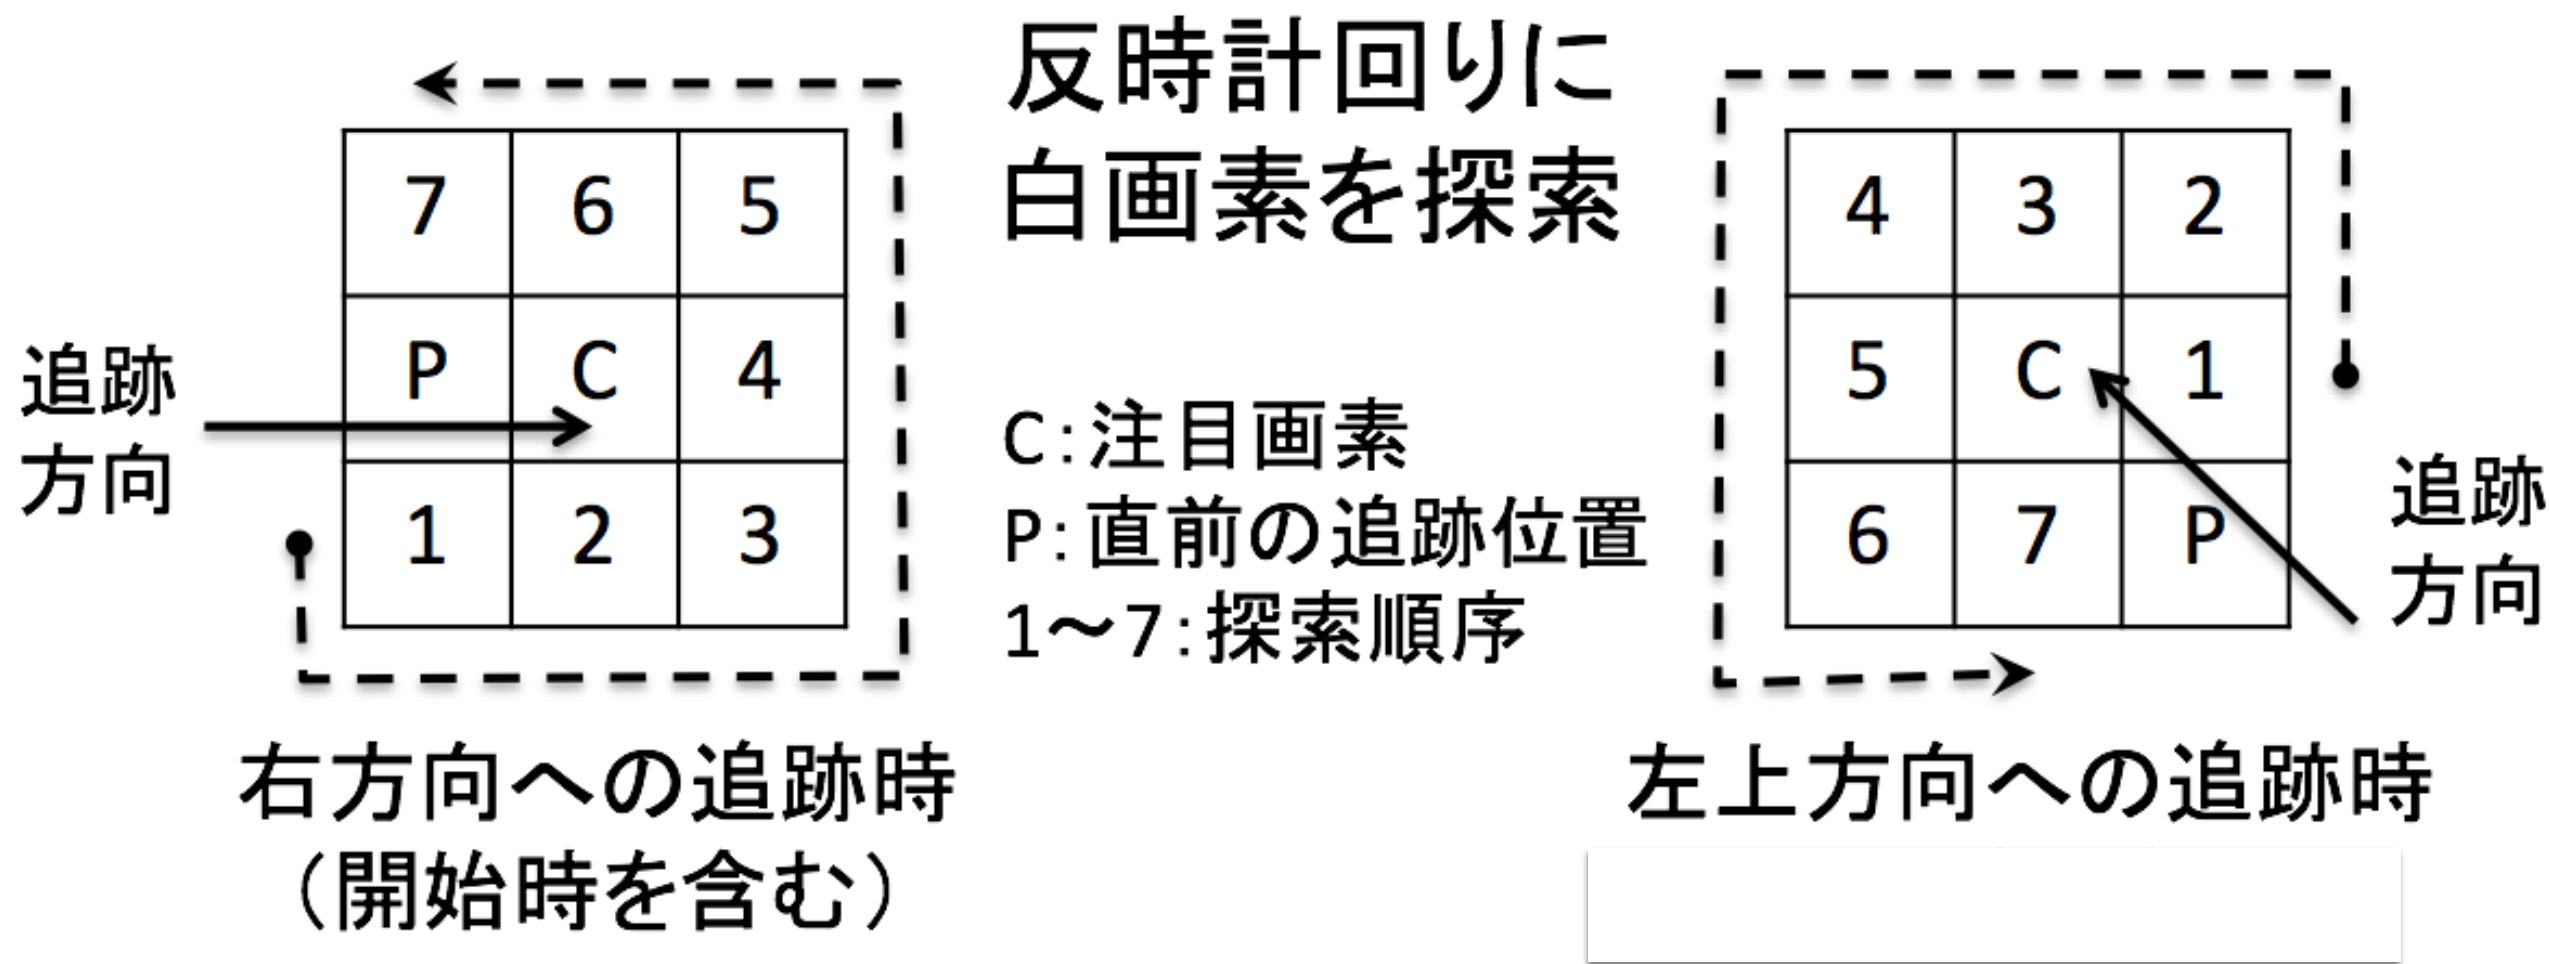 反時計回りに
白画素を探索
7 6 5
P C 4
1 2 3
追跡
方向
右方向への追跡時
（開始時を含む）
C：注目画素
P：直前の追跡位置
1～7：探索順序
4 3 2
5 C 1
6 7 P
追跡
方向
左上方向への追跡時